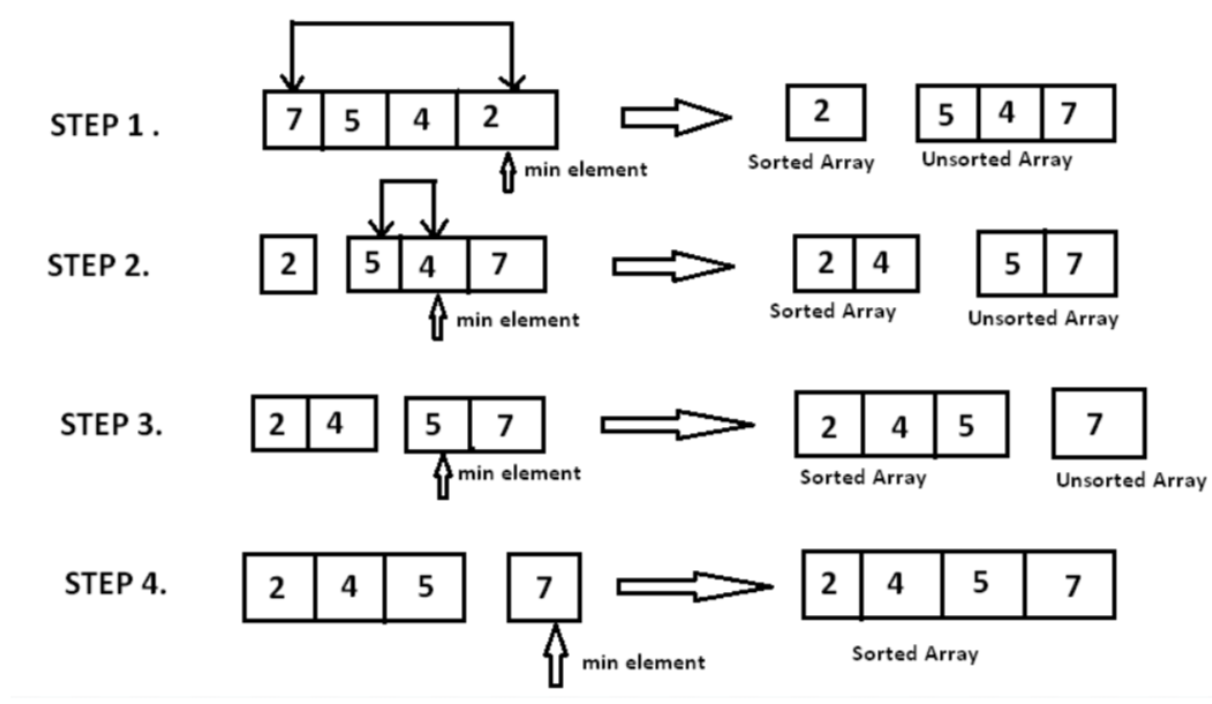 STEP 1 .
7 5 4 2
2
5 4 7
min element
Sorted Array
Unsorted Array
STEP 2.
2
5 4 7
2 4
5 7
min element
Sorted Array
Unsorted Array
STEP 3.
2 4
5 7
2 4 5
7
min element
Sorted Array
Unsorted Array
STEP 4.
2 4 5
7
2 4 5 7
min element
Sorted Array